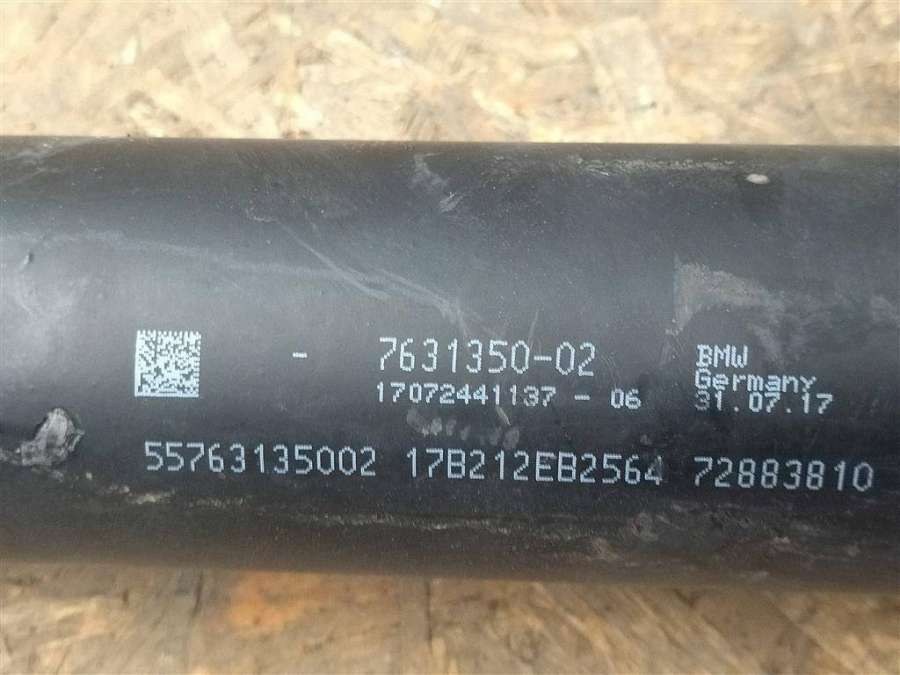 - 7631350-02
17072441137 - 06
BMW
Germany
31.07.17
55763135002 17B212EB2564 72883810